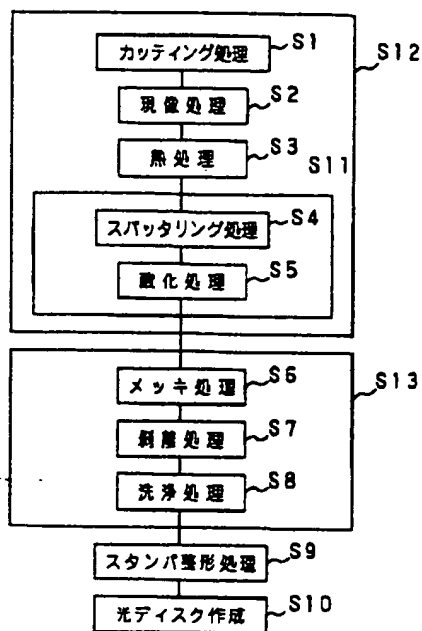 カッティング処理 S1
S12
現像処理 S2
熱処理 S3
S11
スパッタリング処理 S4
酸化処理 S5
メッキ処理 S6
S13
剥離処理 S7
洗浄処理 S8
スタンパ整形処理 S9
光ディスク作成 S10